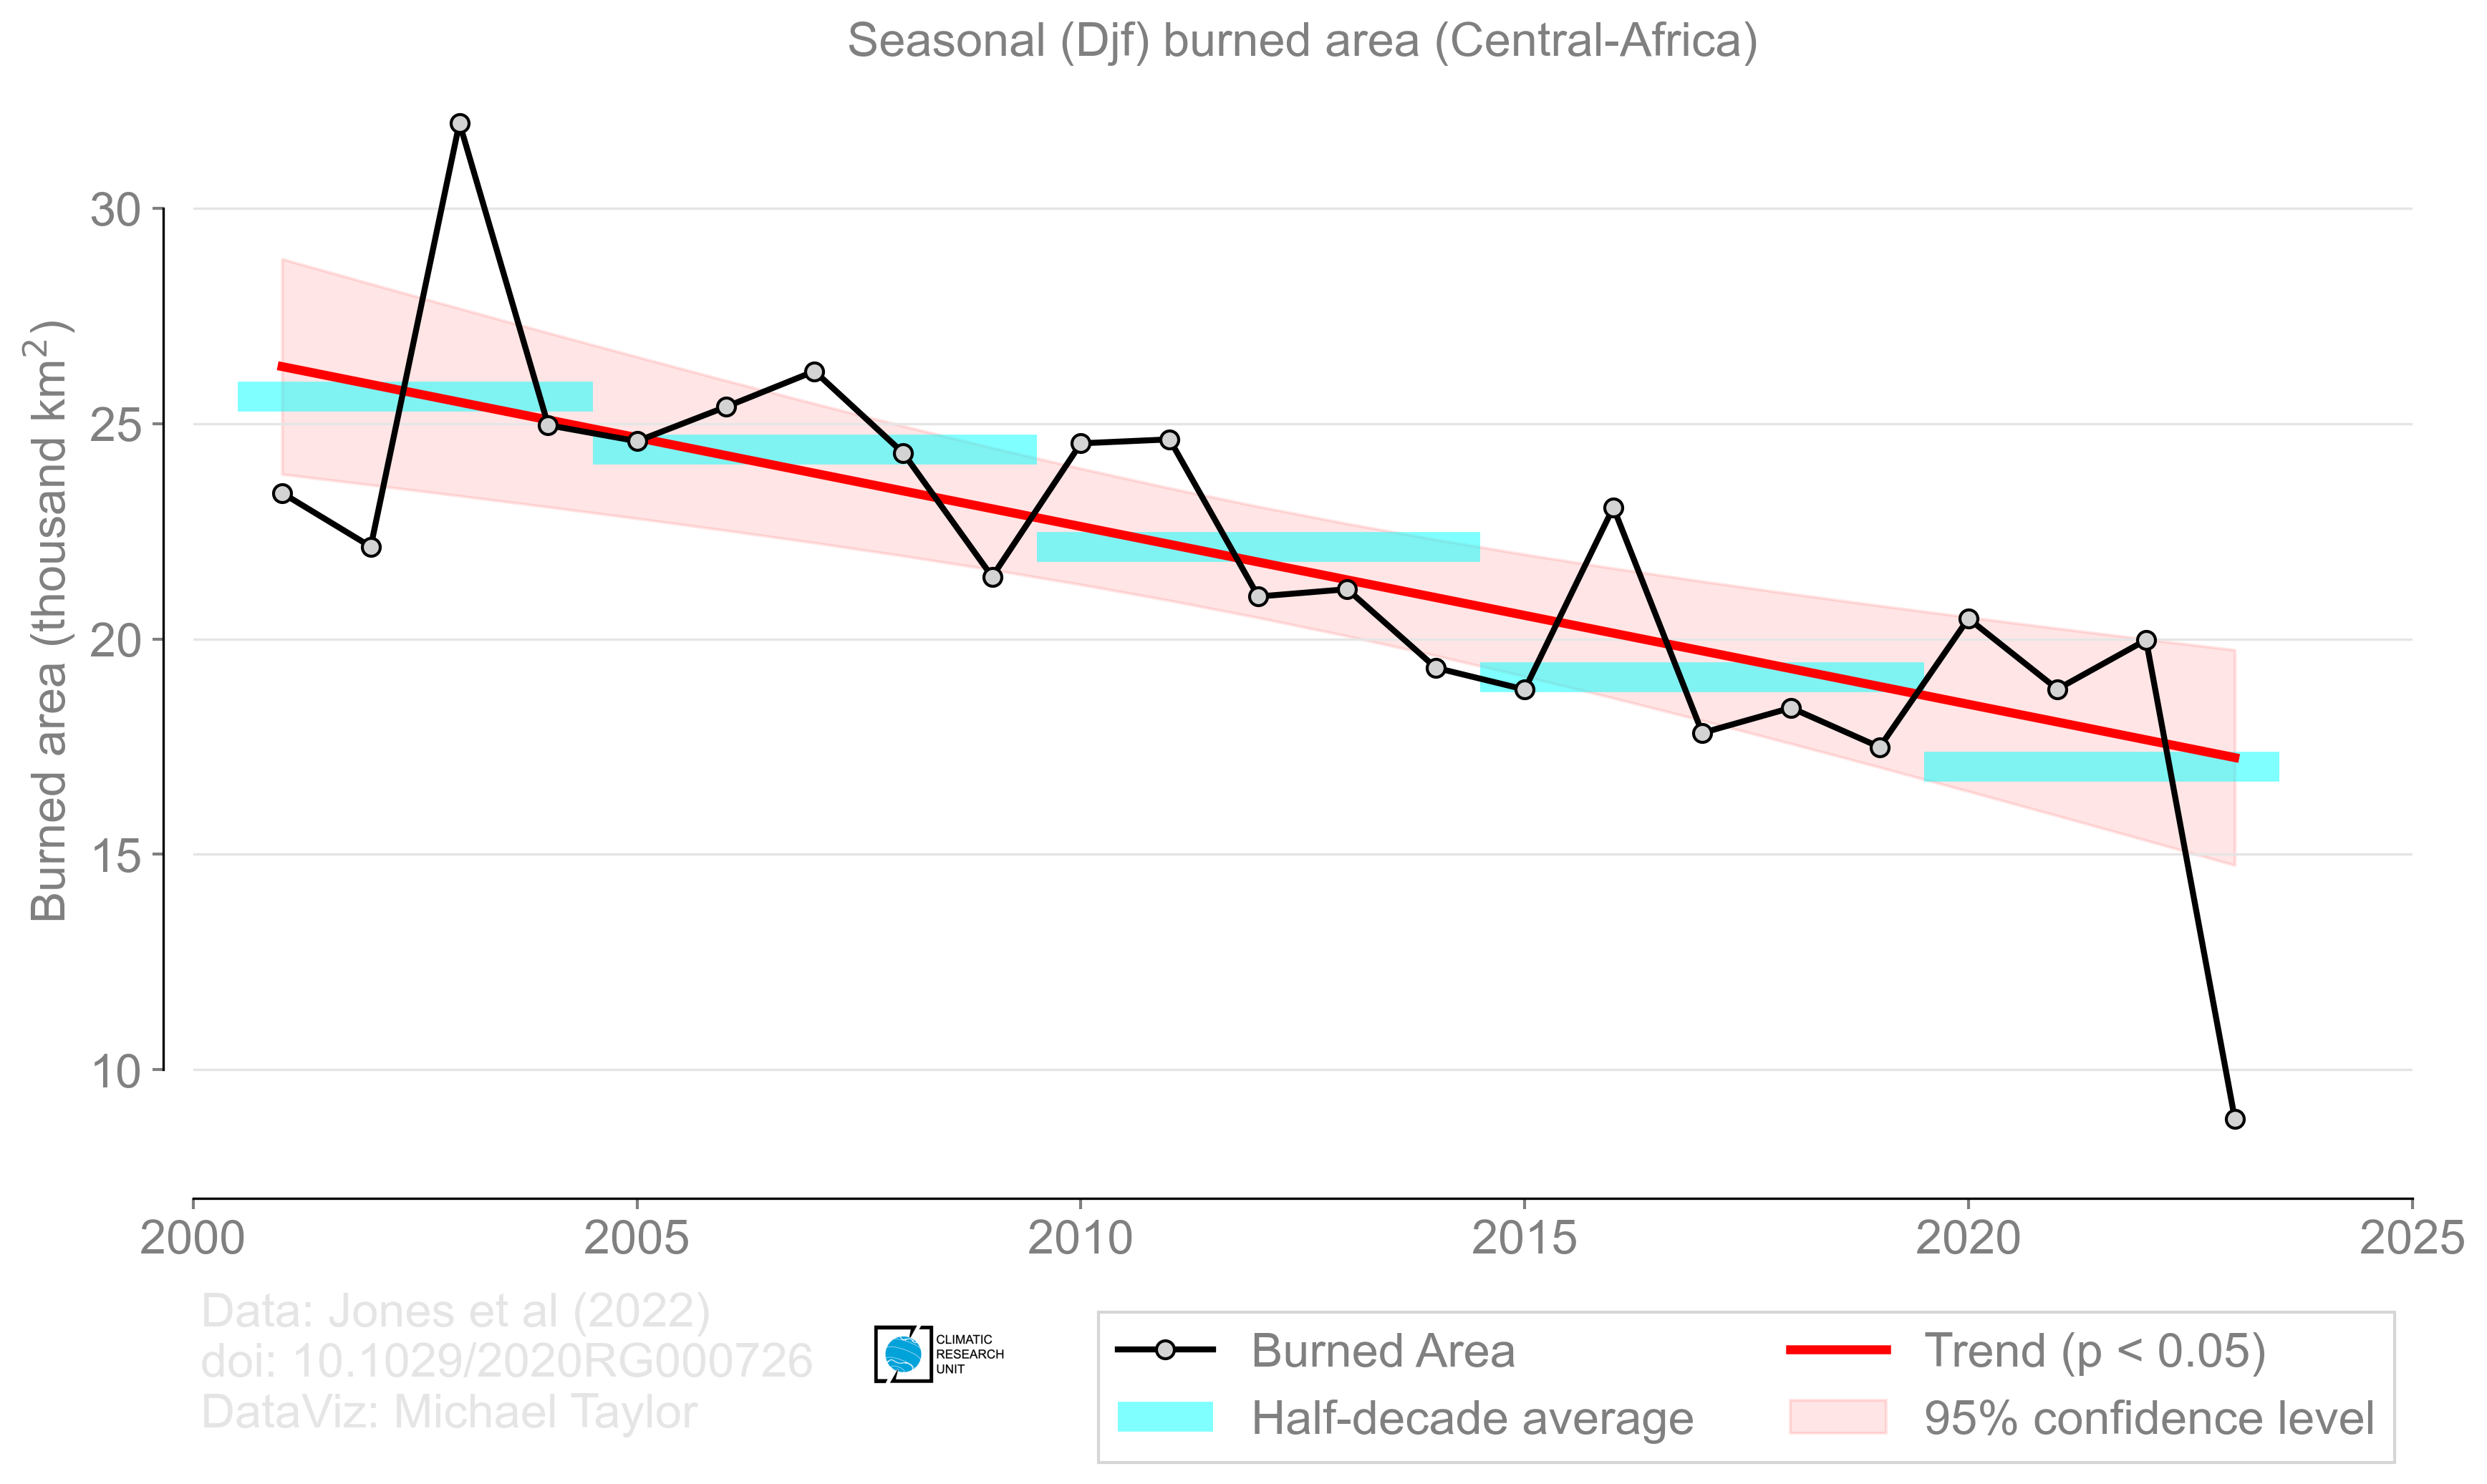 Seasonal (Djf) burned area (Central-Africa)
Burned area (thousand km²)
30
25
20
15
10
2000
2005
2010
2015
2020
2025
Data: Jones et al (2022)
doi: 10.1029/2020RG000726
DataViz: Michael Taylor
CLIMATIC
RESEARCH
UNIT
Burned Area
Half-decade average
Trend (p < 0.05)
95% confidence level